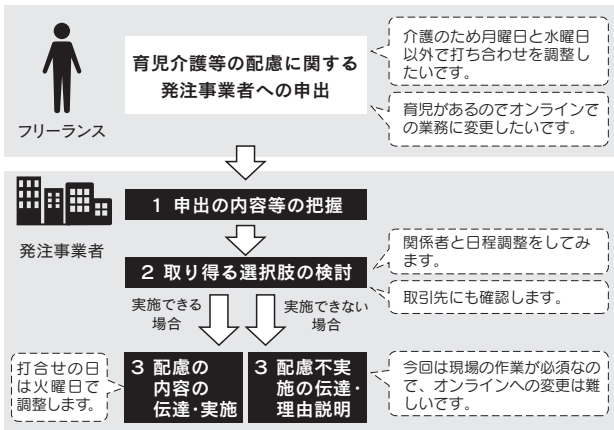 育児介護等の配慮に関する
発注事業者への申出
フリーランス
介護のため月曜日と水曜日
以外で打ち合わせを調整し
たいです。
育児があるのでオンラインで
の業務に変更したいです。
発注事業者
1 申出の内容等の把握
2 取り得る選択肢の検討
関係者と日程調整をしてみ
ます。
取引先にも確認します。
実施できる
場合
実施できない
場合
打合せの日
は火曜日で
調整します。
3 配慮の
内容の
伝達・実施
3 配慮不実
施の伝達・
理由説明
今回は現場の作業が必須なの
で、オンラインへの変更は難
しいです。